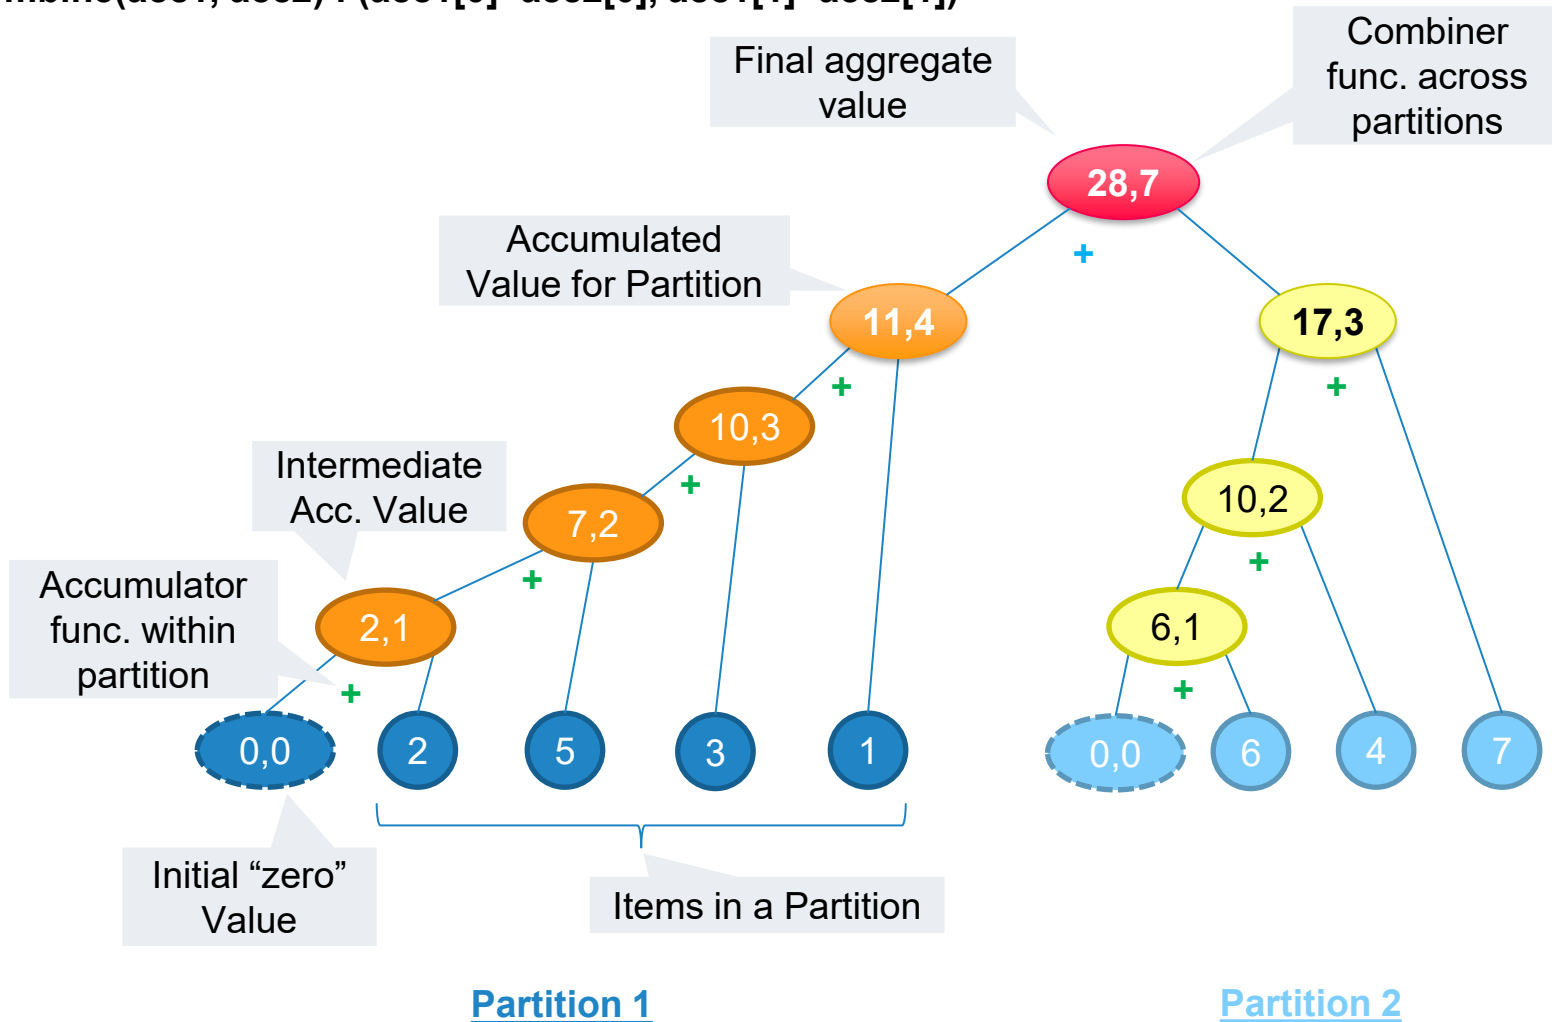 Final aggregate
value
Combiner
func. across
partitions
28,7
+
Accumulated
Value for Partition
11,4
17,3
+
+
10,3
Intermediate
Acc. Value
+
10,2
7,2
+
+
Accumulator
func. within
partition
2,1
6,1
+
+
0,0
2
5
3
1
0,0
6
4
7
Initial “zero”
Value
Items in a Partition
Partition 1
Partition 2